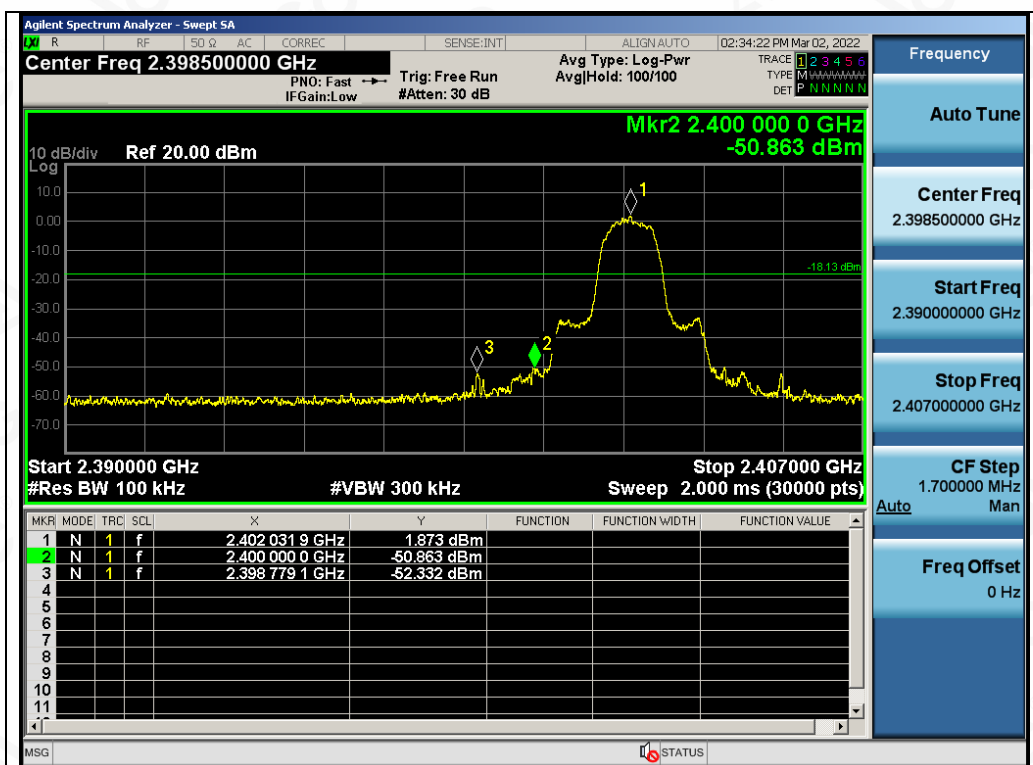 Agilent Spectrum Analyzer - Swept SA
LXI R RF 50 Ω AC CORREC SENSE:INT ALIGNAUTO 02:34:22 PM Mar 02, 2022
Center Freq 2.398500000 GHz
PNO: Fast
IFGain:Low
Trig: Free Run
#Atten: 30 dB
Avg Type: Log-Pwr
Avg|Hold: 100/100
TRACE 1 2 3 4 5 6
TYPE M WWWWW
DET P N N N N N
Mkr2 2.400 000 0 GHz
-50.863 dBm
10 dB/div Ref 20.00 dBm
Log
10.0
0.00
-10.0
-20.0
-30.0
-40.0
-50.0
-60.0
-70.0
1
-18.13 dBm
2
3
Start 2.390000 GHz Stop 2.407000 GHz
#Res BW 100 kHz #VBW 300 kHz Sweep 2.000 ms (30000 pts)
MKR MODE TRC SCL X Y FUNCTION FUNCTION WIDTH FUNCTION VALUE
1 N 1 f 2.402 031 9 GHz 1.873 dBm
2 N 1 f 2.400 000 0 GHz -50.863 dBm
3 N 1 f 2.398 779 1 GHz -52.332 dBm
4
5
6
7
8
9
10
11
MSG STATUS
Frequency
Auto Tune
Center Freq
2.398500000 GHz
Start Freq
2.390000000 GHz
Stop Freq
2.407000000 GHz
CF Step
1.700000 MHz
Auto Man
Freq Offset
0 Hz